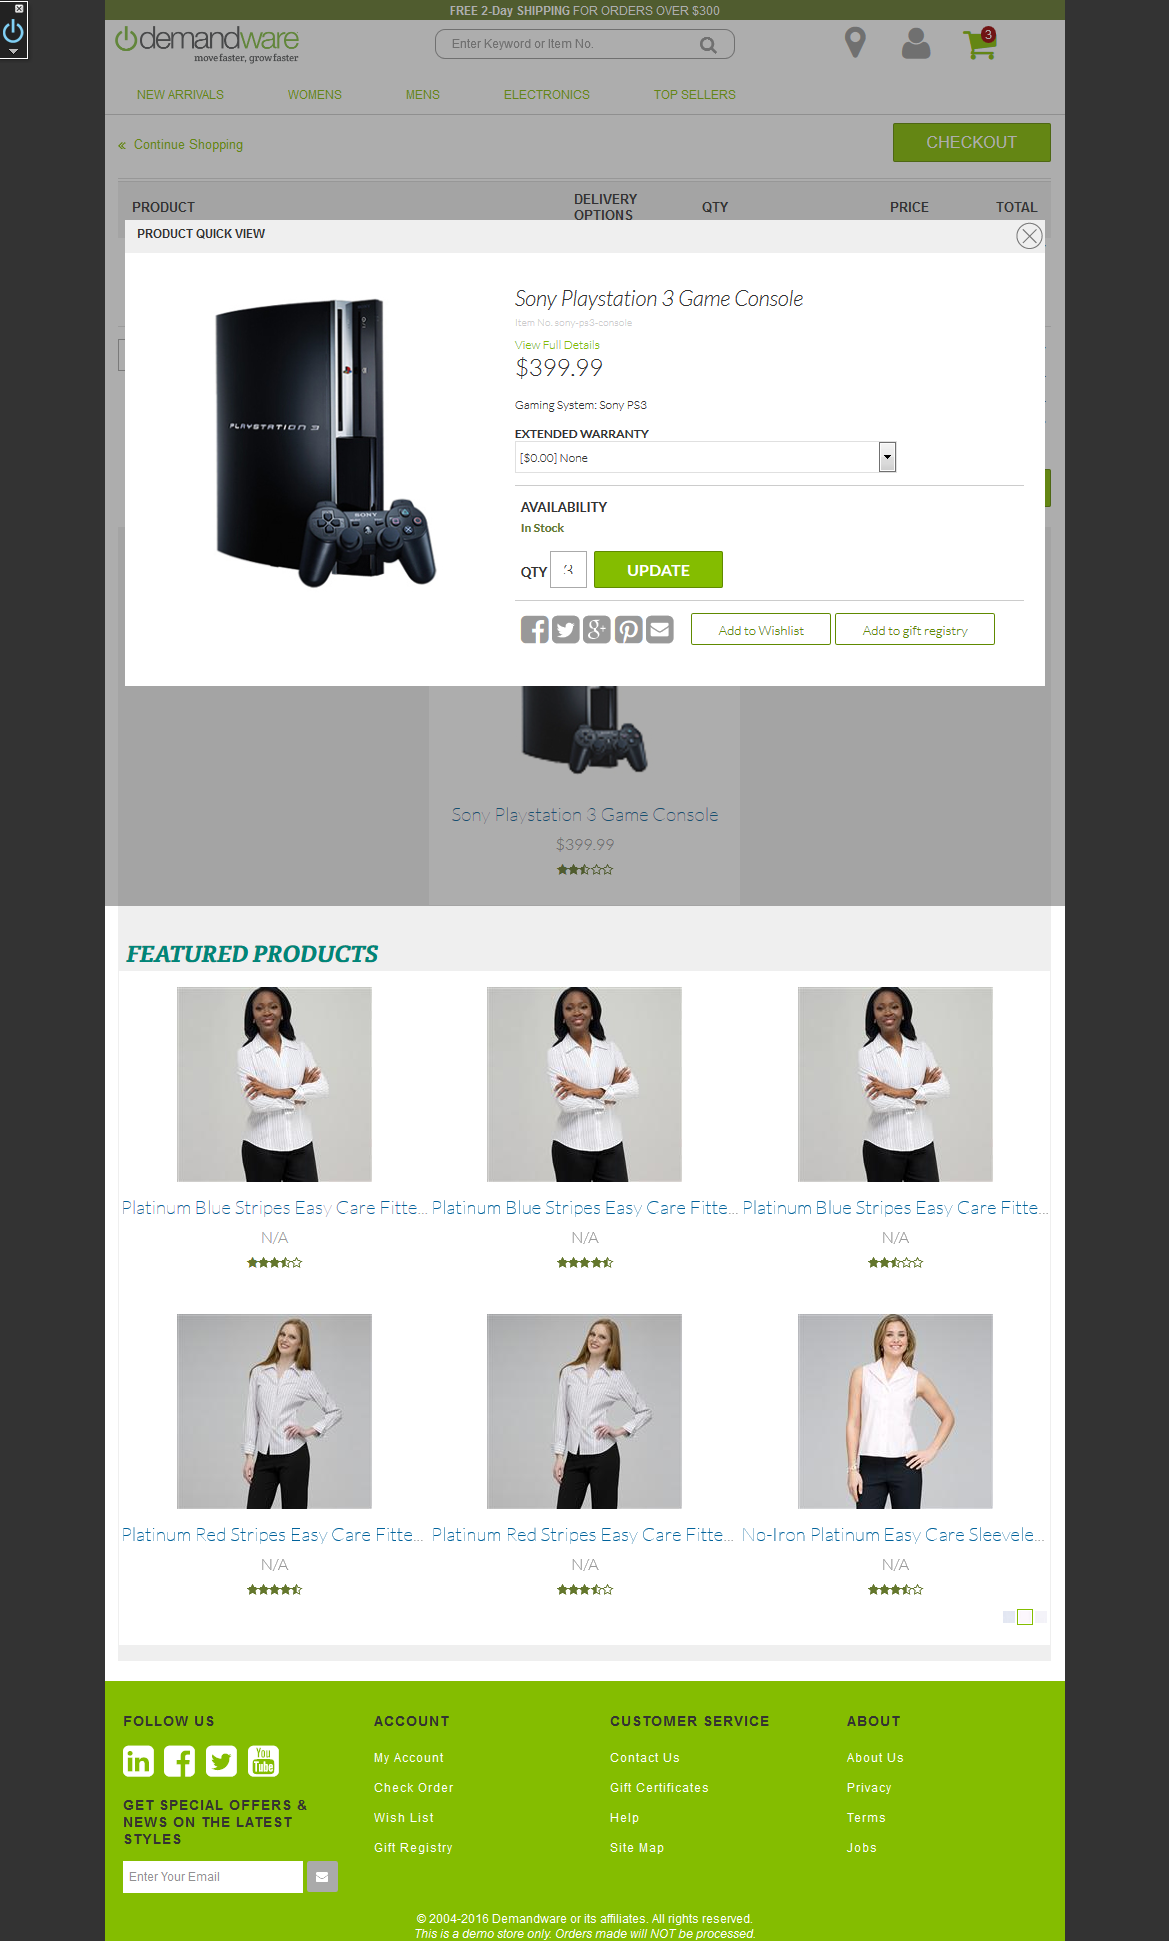 FREE 2-Day SHIPPING FOR ORDERS OVER $300
demandware
move faster, grow faster
Enter Keyword or Item No.
3
NEW ARRIVALS WOMENS MENS ELECTRONICS TOP SELLERS
« Continue Shopping
CHECKOUT
PRODUCT DELIVERY OPTIONS QTY PRICE TOTAL
PRODUCT QUICK VIEW
Sony Playstation 3 Game Console
Item No. sony-ps3-console
View Full Details
$399.99
Gaming System: Sony PS3
EXTENDED WARRANTY
[$0.00] None
AVAILABILITY
In Stock
QTY 3 UPDATE
Add to Wishlist Add to gift registry
PLAYSTATION 3
SONY
Sony Playstation 3 Game Console
$399.99
FEATURED PRODUCTS
Platinum Blue Stripes Easy Care Fitte... Platinum Blue Stripes Easy Care Fitte... Platinum Blue Stripes Easy Care Fitte...
N/A N/A N/A
Platinum Red Stripes Easy Care Fitte... Platinum Red Stripes Easy Care Fitte... No-Iron Platinum Easy Care Sleevele...
N/A N/A N/A
FOLLOW US
in You Tube
GET SPECIAL OFFERS &
NEWS ON THE LATEST
STYLES
Enter Your Email
ACCOUNT
My Account
Check Order
Wish List
Gift Registry
CUSTOMER SERVICE
Contact Us
Gift Certificates
Help
Site Map
ABOUT
About Us
Privacy
Terms
Jobs
© 2004-2016 Demandware or its affiliates. All rights reserved.
This is a demo store only. Orders made will NOT be processed.